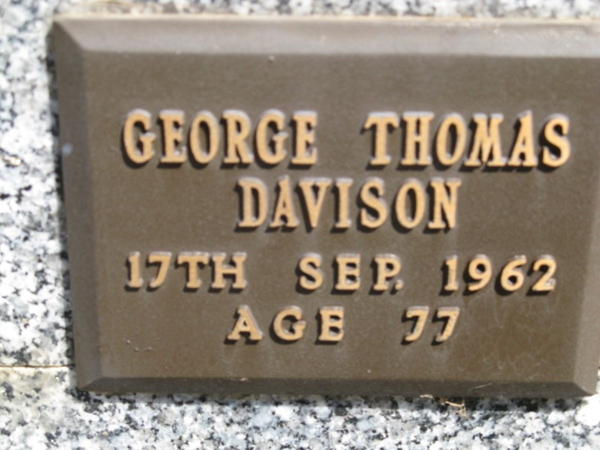 GEORGE THOMAS
DAVISON
17TH SEP. 1962
AGE 77